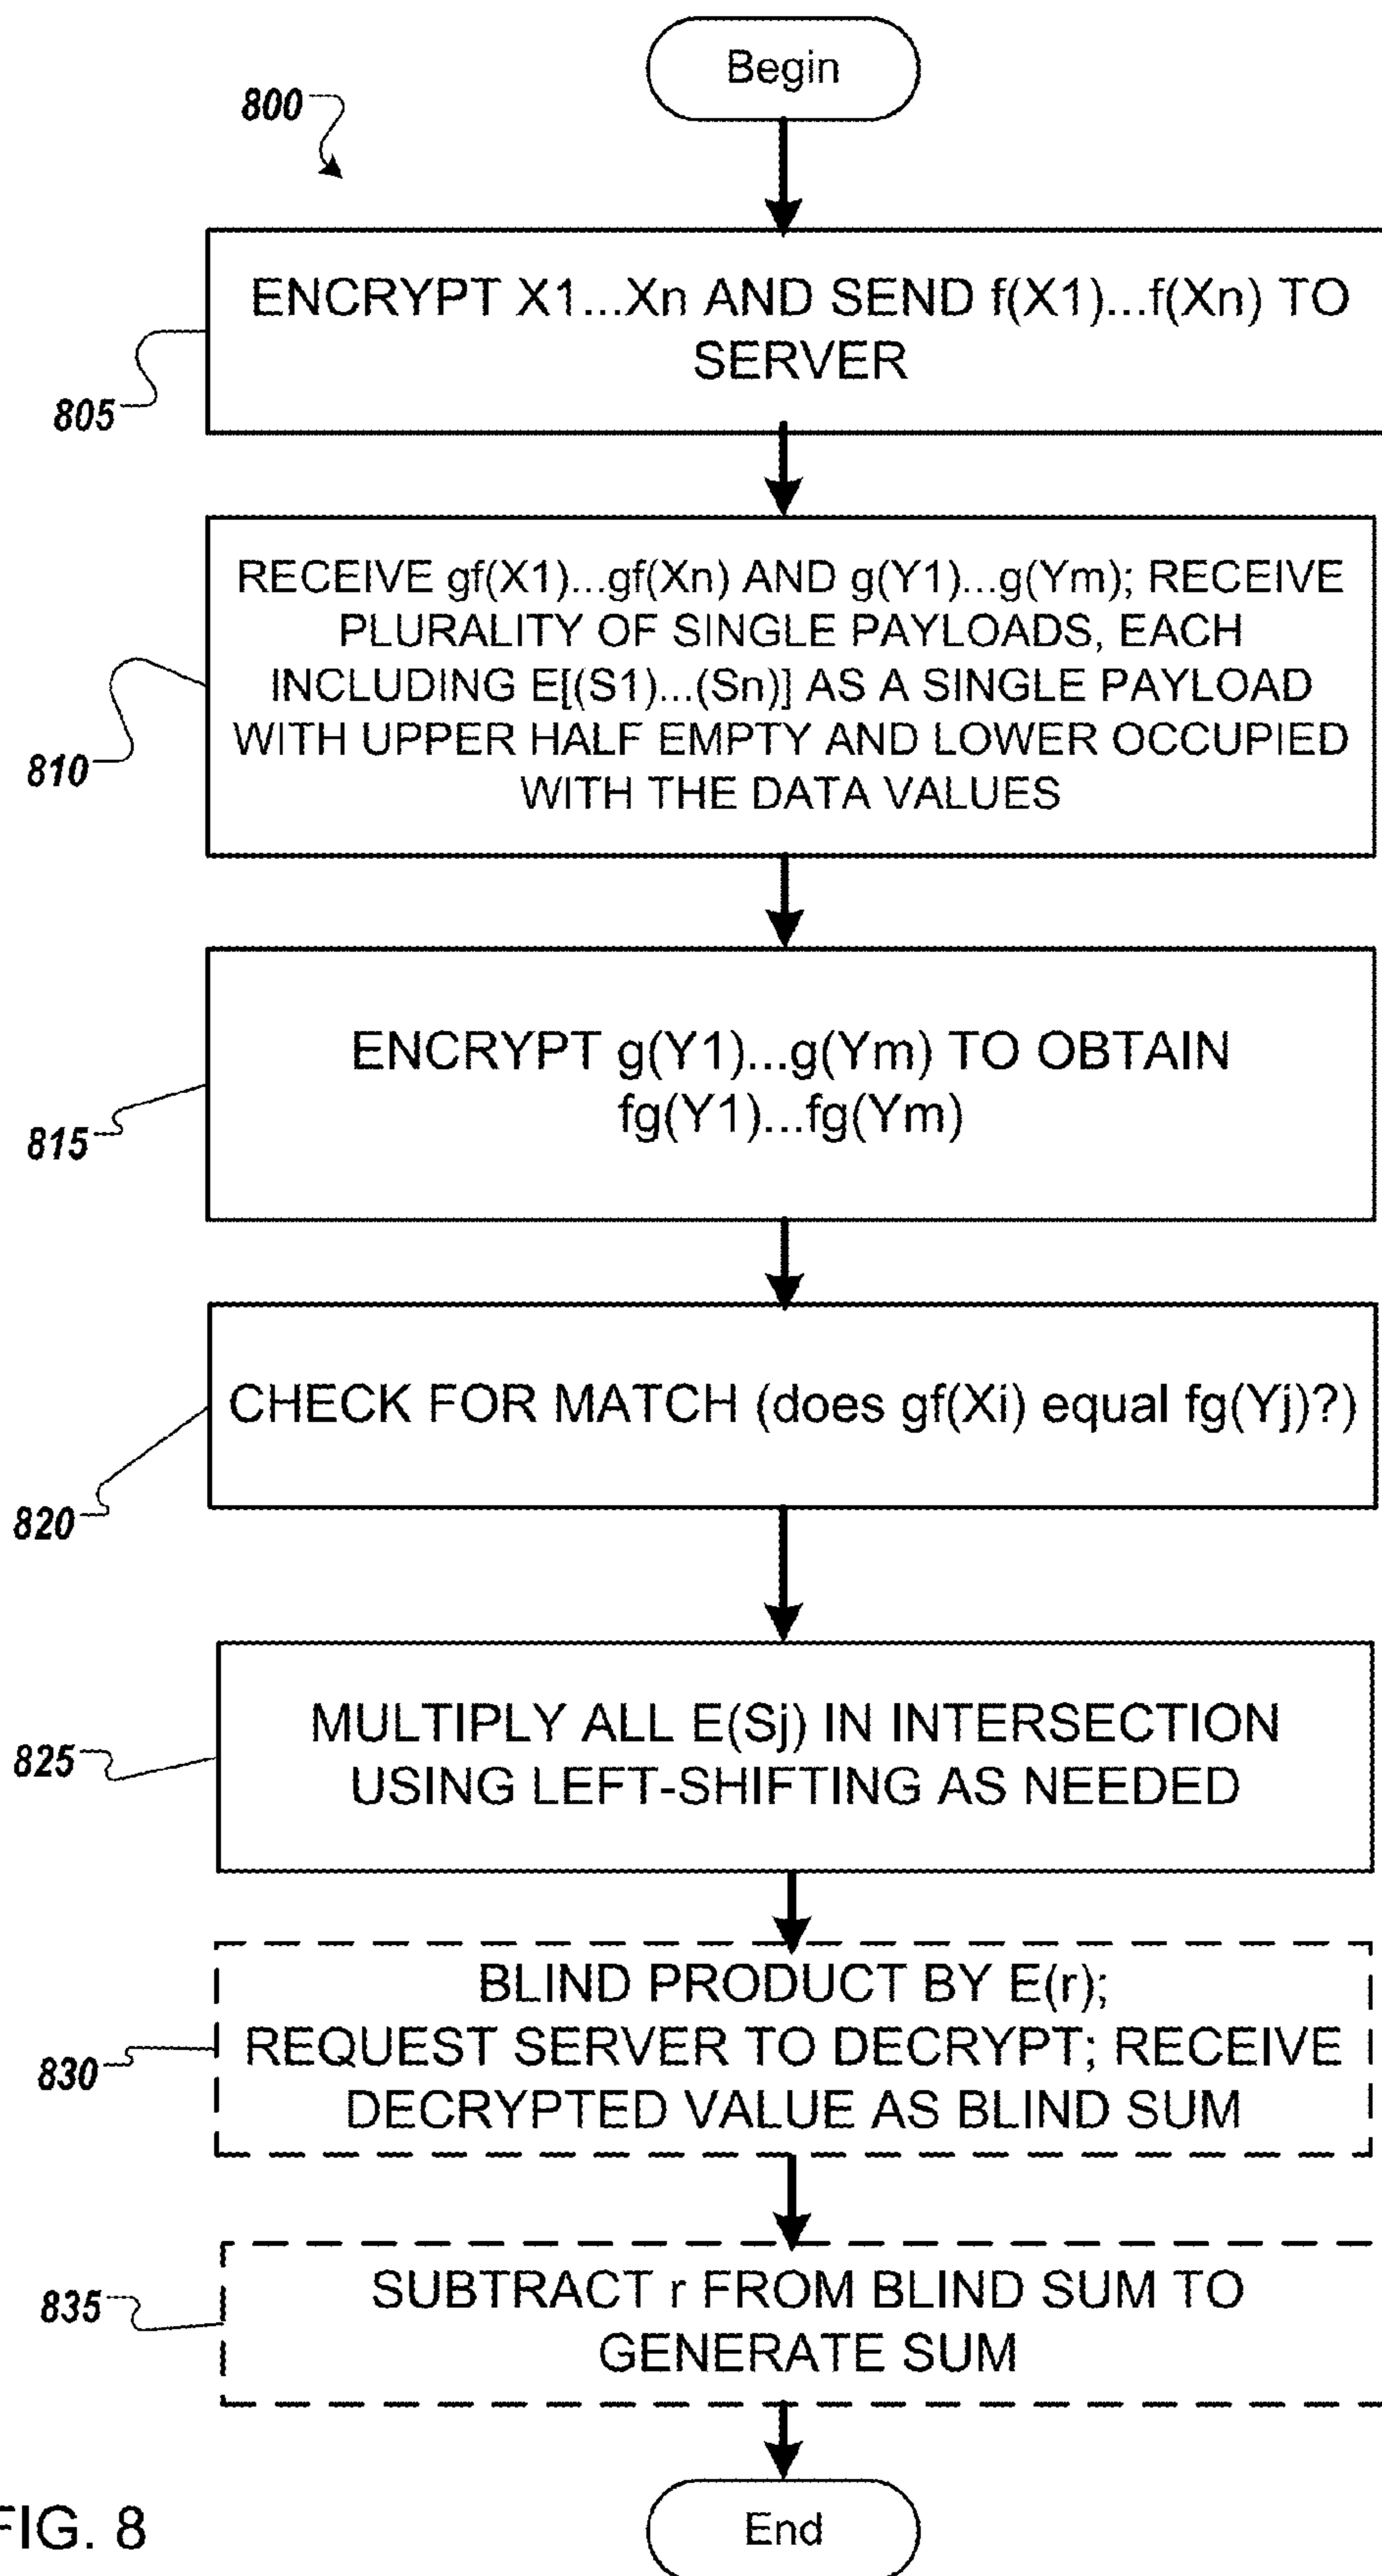 Begin
800
ENCRYPT X1...Xn AND SEND f(X1)...f(Xn) TO
SERVER
805
RECEIVE gf(X1)...gf(Xn) AND g(Y1)...g(Ym); RECEIVE
PLURALITY OF SINGLE PAYLOADS, EACH
INCLUDING E[(S1)...(Sn)] AS A SINGLE PAYLOAD
WITH UPPER HALF EMPTY AND LOWER OCCUPIED
WITH THE DATA VALUES
810
ENCRYPT g(Y1)...g(Ym) TO OBTAIN
fg(Y1)...fg(Ym)
815
CHECK FOR MATCH (does gf(Xi) equal fg(Yj)?)
820
MULTIPLY ALL E(Sj) IN INTERSECTION
USING LEFT-SHIFTING AS NEEDED
825
BLIND PRODUCT BY E(r);
REQUEST SERVER TO DECRYPT; RECEIVE
DECRYPTED VALUE AS BLIND SUM
830
SUBTRACT r FROM BLIND SUM TO
GENERATE SUM
835
End
FIG. 8